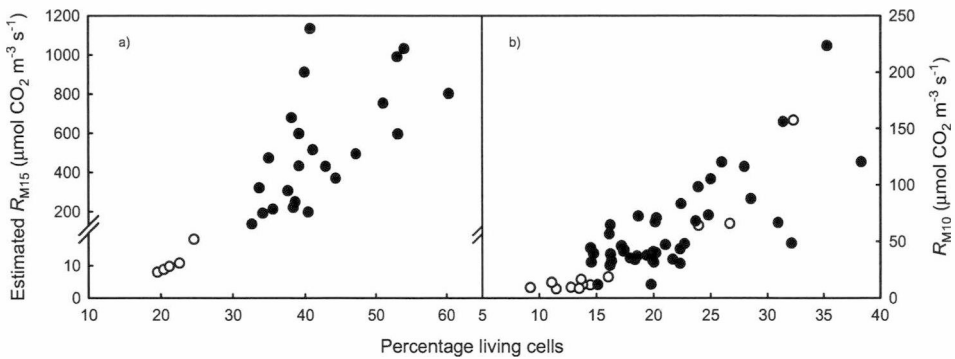 a)
b)
Estimated R_M15 (μmol CO₂ m⁻³ s⁻¹)
1200
1000
800
600
400
200
10
0
10 20 30 40 50 60 5 10 15 20 25 30 35 40
250
200
150
100
50
0
R_M10 (μmol CO₂ m⁻³ s⁻¹)
Percentage living cells